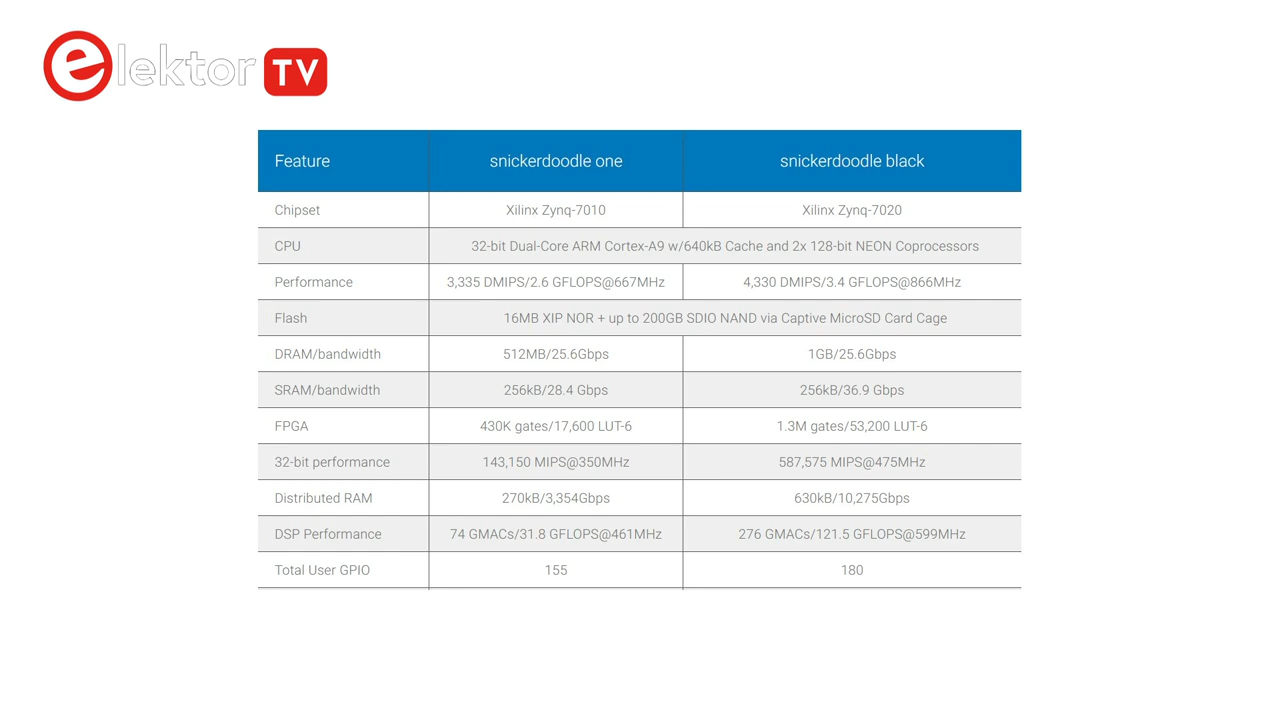 elektor TV
Feature snickerdoodle one snickerdoodle black
Chipset Xilinx Zynq-7010 Xilinx Zynq-7020
CPU 32-bit Dual-Core ARM Cortex-A9 w/640kB Cache and 2x 128-bit NEON Coprocessors
Performance 3,335 DMIPS/2.6 GFLOPS@667MHz 4,330 DMIPS/3.4 GFLOPS@866MHz
Flash 16MB XIP NOR + up to 200GB SDIO NAND via Captive MicroSD Card Cage
DRAM/bandwidth 512MB/25.6Gbps 1GB/25.6Gbps
SRAM/bandwidth 256kB/28.4 Gbps 256kB/36.9 Gbps
FPGA 430K gates/17,600 LUT-6 1.3M gates/53,200 LUT-6
32-bit performance 143,150 MIPS@350MHz 587,575 MIPS@475MHz
Distributed RAM 270kB/3,354Gbps 630kB/10,275Gbps
DSP Performance 74 GMACs/31.8 GFLOPS@461MHz 276 GMACs/121.5 GFLOPS@599MHz
Total User GPIO 155 180